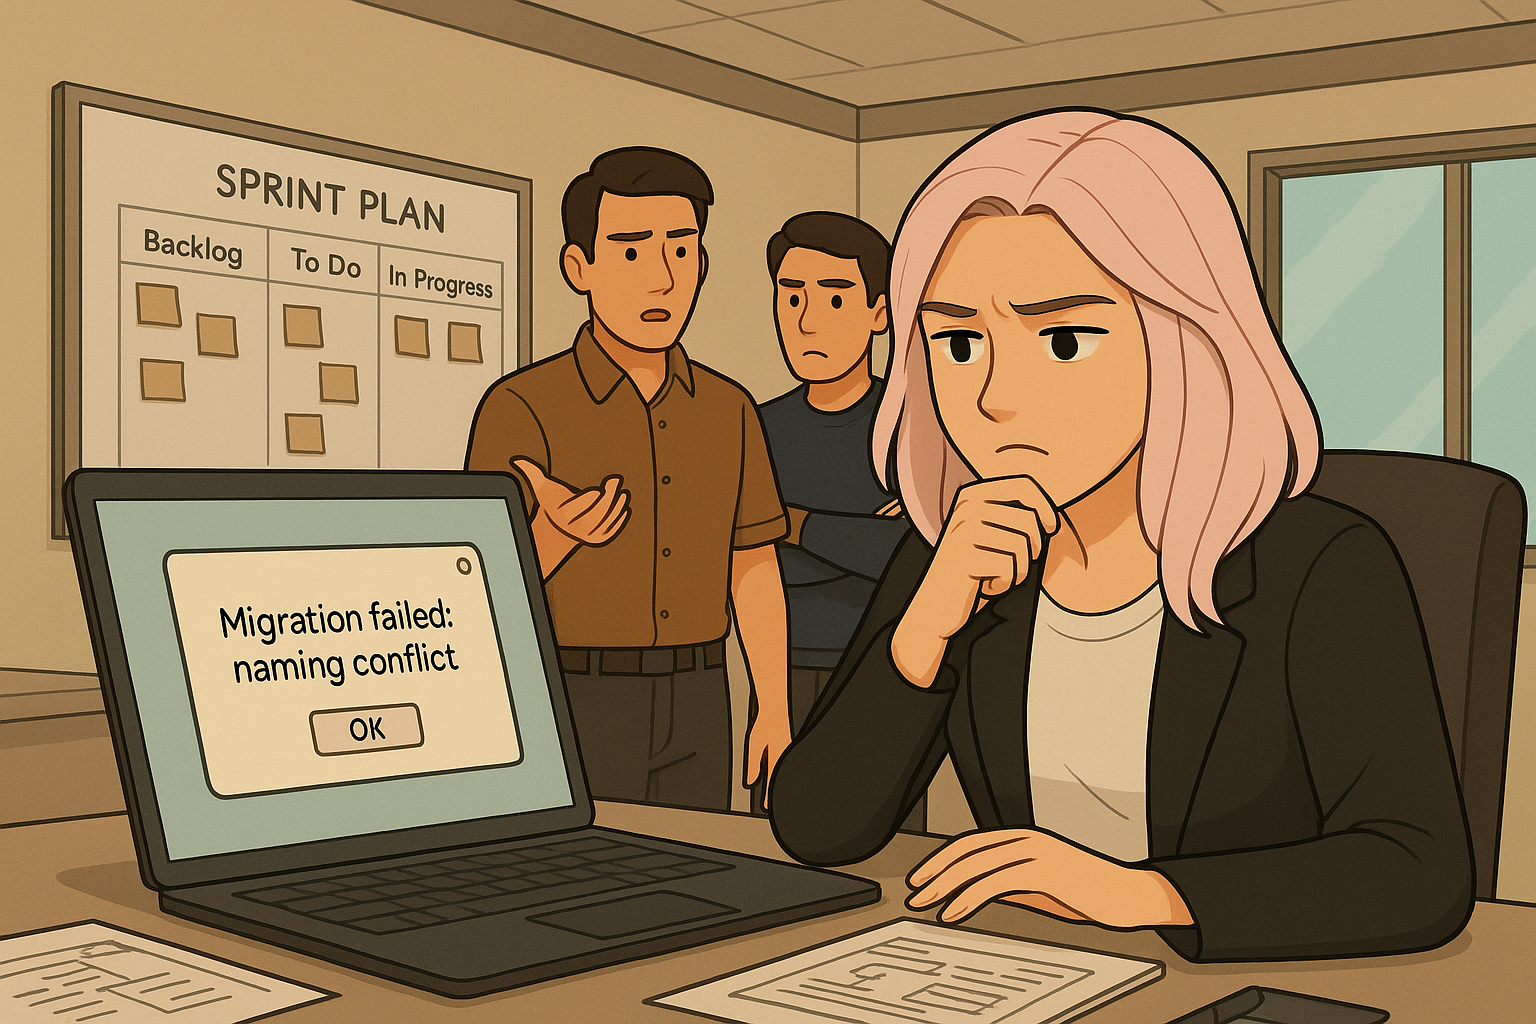 SPRINT PLAN
Backlog
To Do
In Progress
Migration failed:
naming conflict
OK